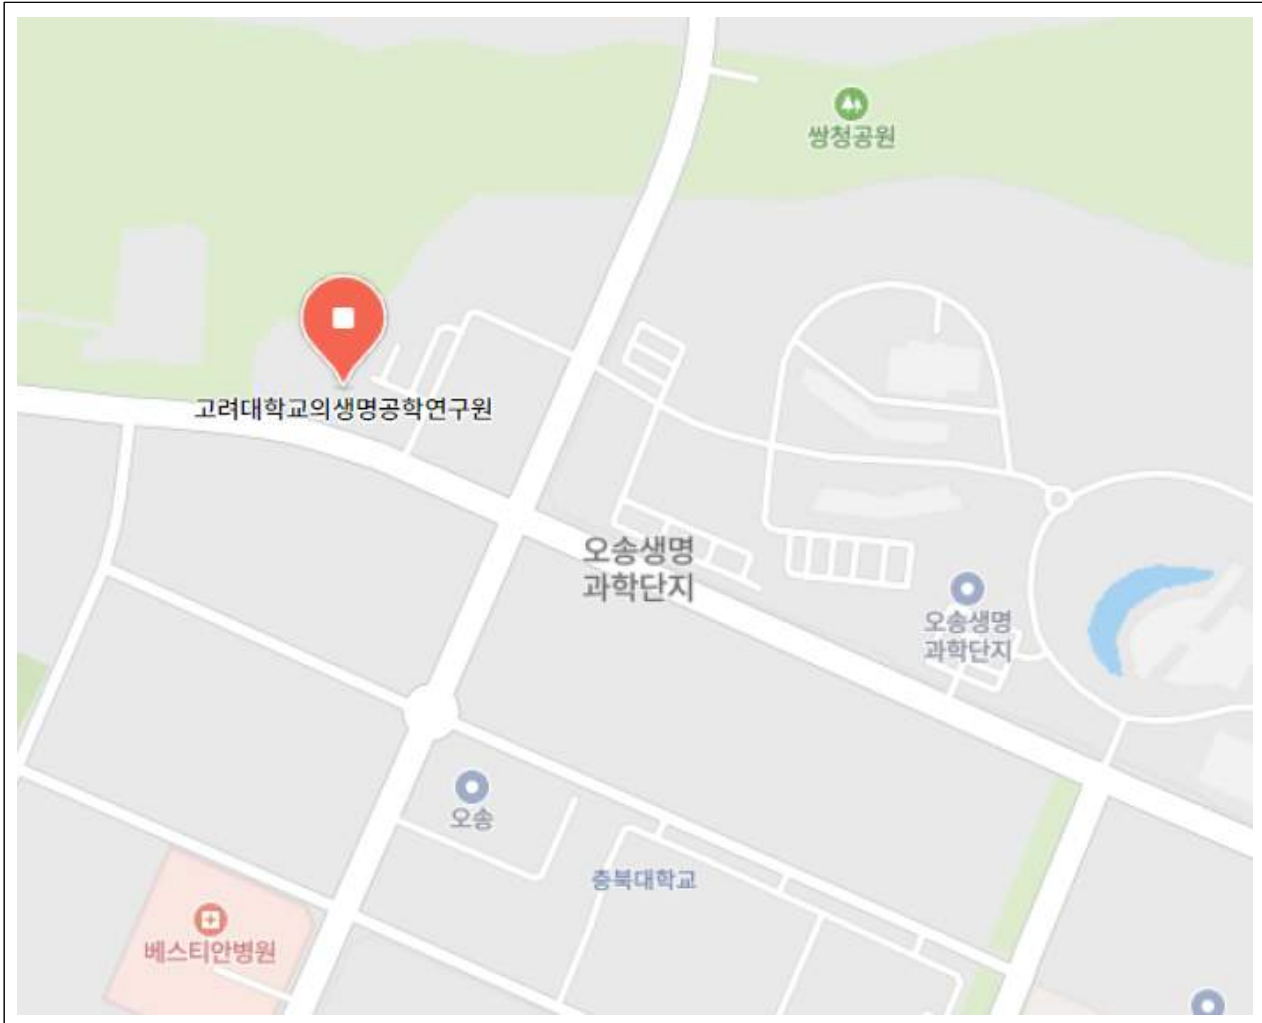 쌍청공원
고려대학교의생명공학연구원
오송생명
과학단지
오송생명
과학단지
오송
충북대학교
베스티안병원